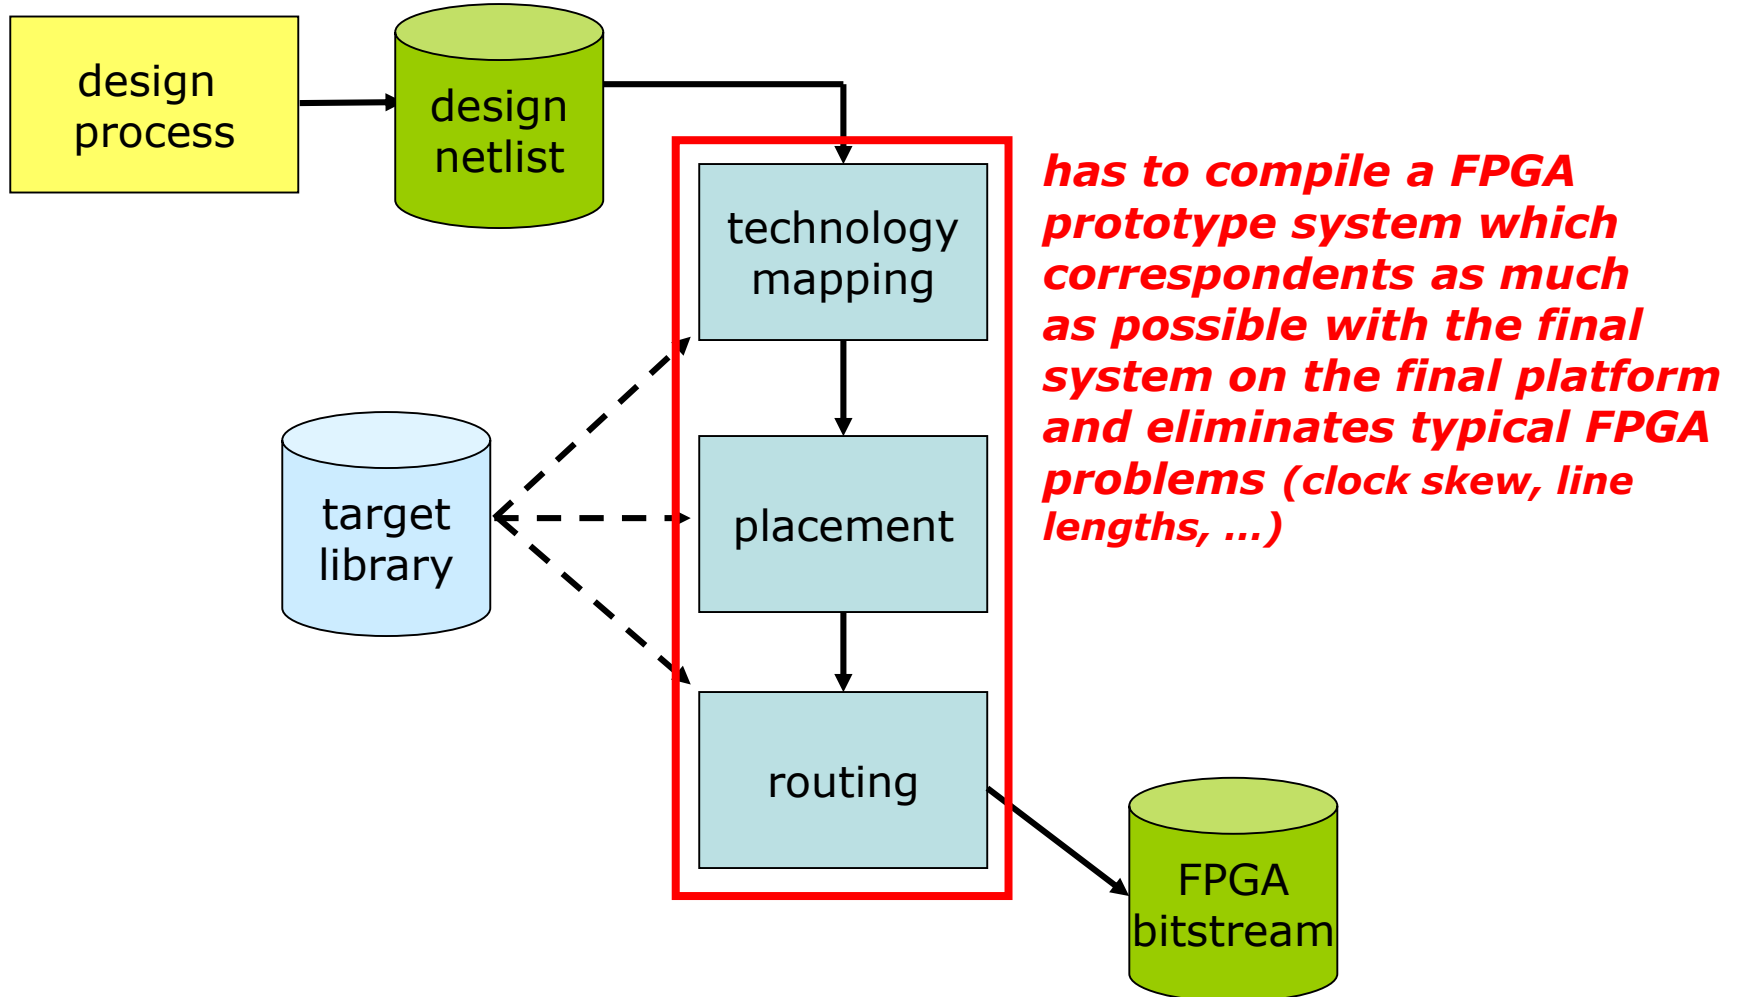 design
process
design
netlist
technology
mapping
has to compile a FPGA
prototype system which
correspondents as much
as possible with the final
system on the final platform
and eliminates typical FPGA
problems (clock skew, line
lengths, ...)
target
library
placement
routing
FPGA
bitstream